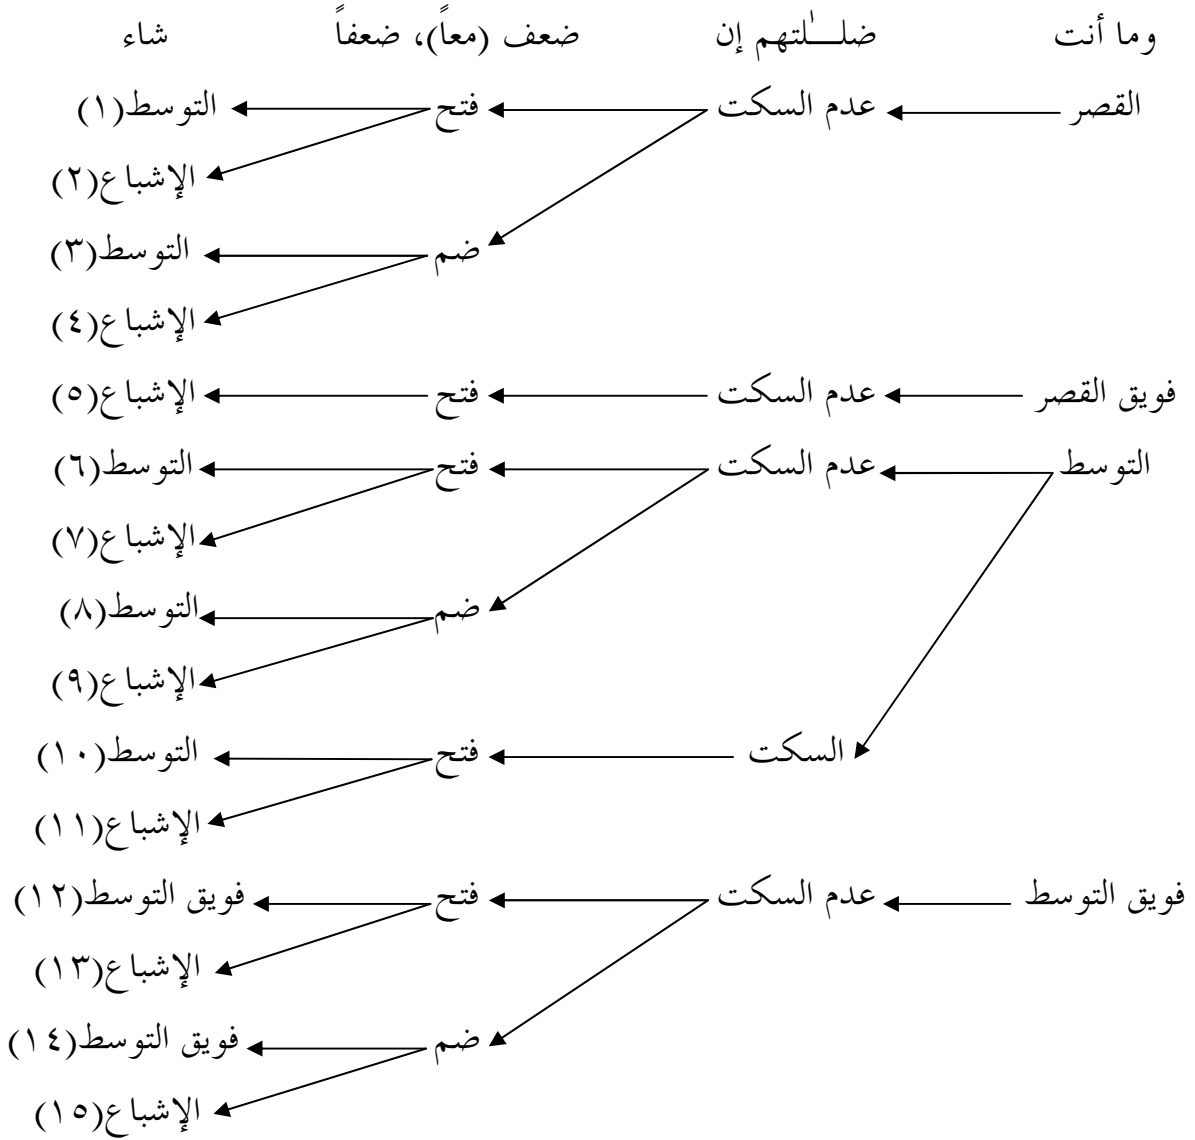 وما أنت ضلـــٰلتهم إن ضعف (معاً)، ضعفاً شاء
القصر عدم السكت فتح التوسط(١)
الإشباع(٢)
ضم التوسط(٣)
الإشباع(٤)
فويق القصر عدم السكت فتح الإشباع(٥)
التوسط عدم السكت فتح التوسط(٦)
الإشباع(٧)
ضم التوسط(٨)
الإشباع(٩)
السكت فتح التوسط(١٠)
الإشباع(١١)
فويق التوسط عدم السكت فتح فويق التوسط(١٢)
الإشباع(١٣)
ضم فويق التوسط(١٤)
الإشباع(١٥)